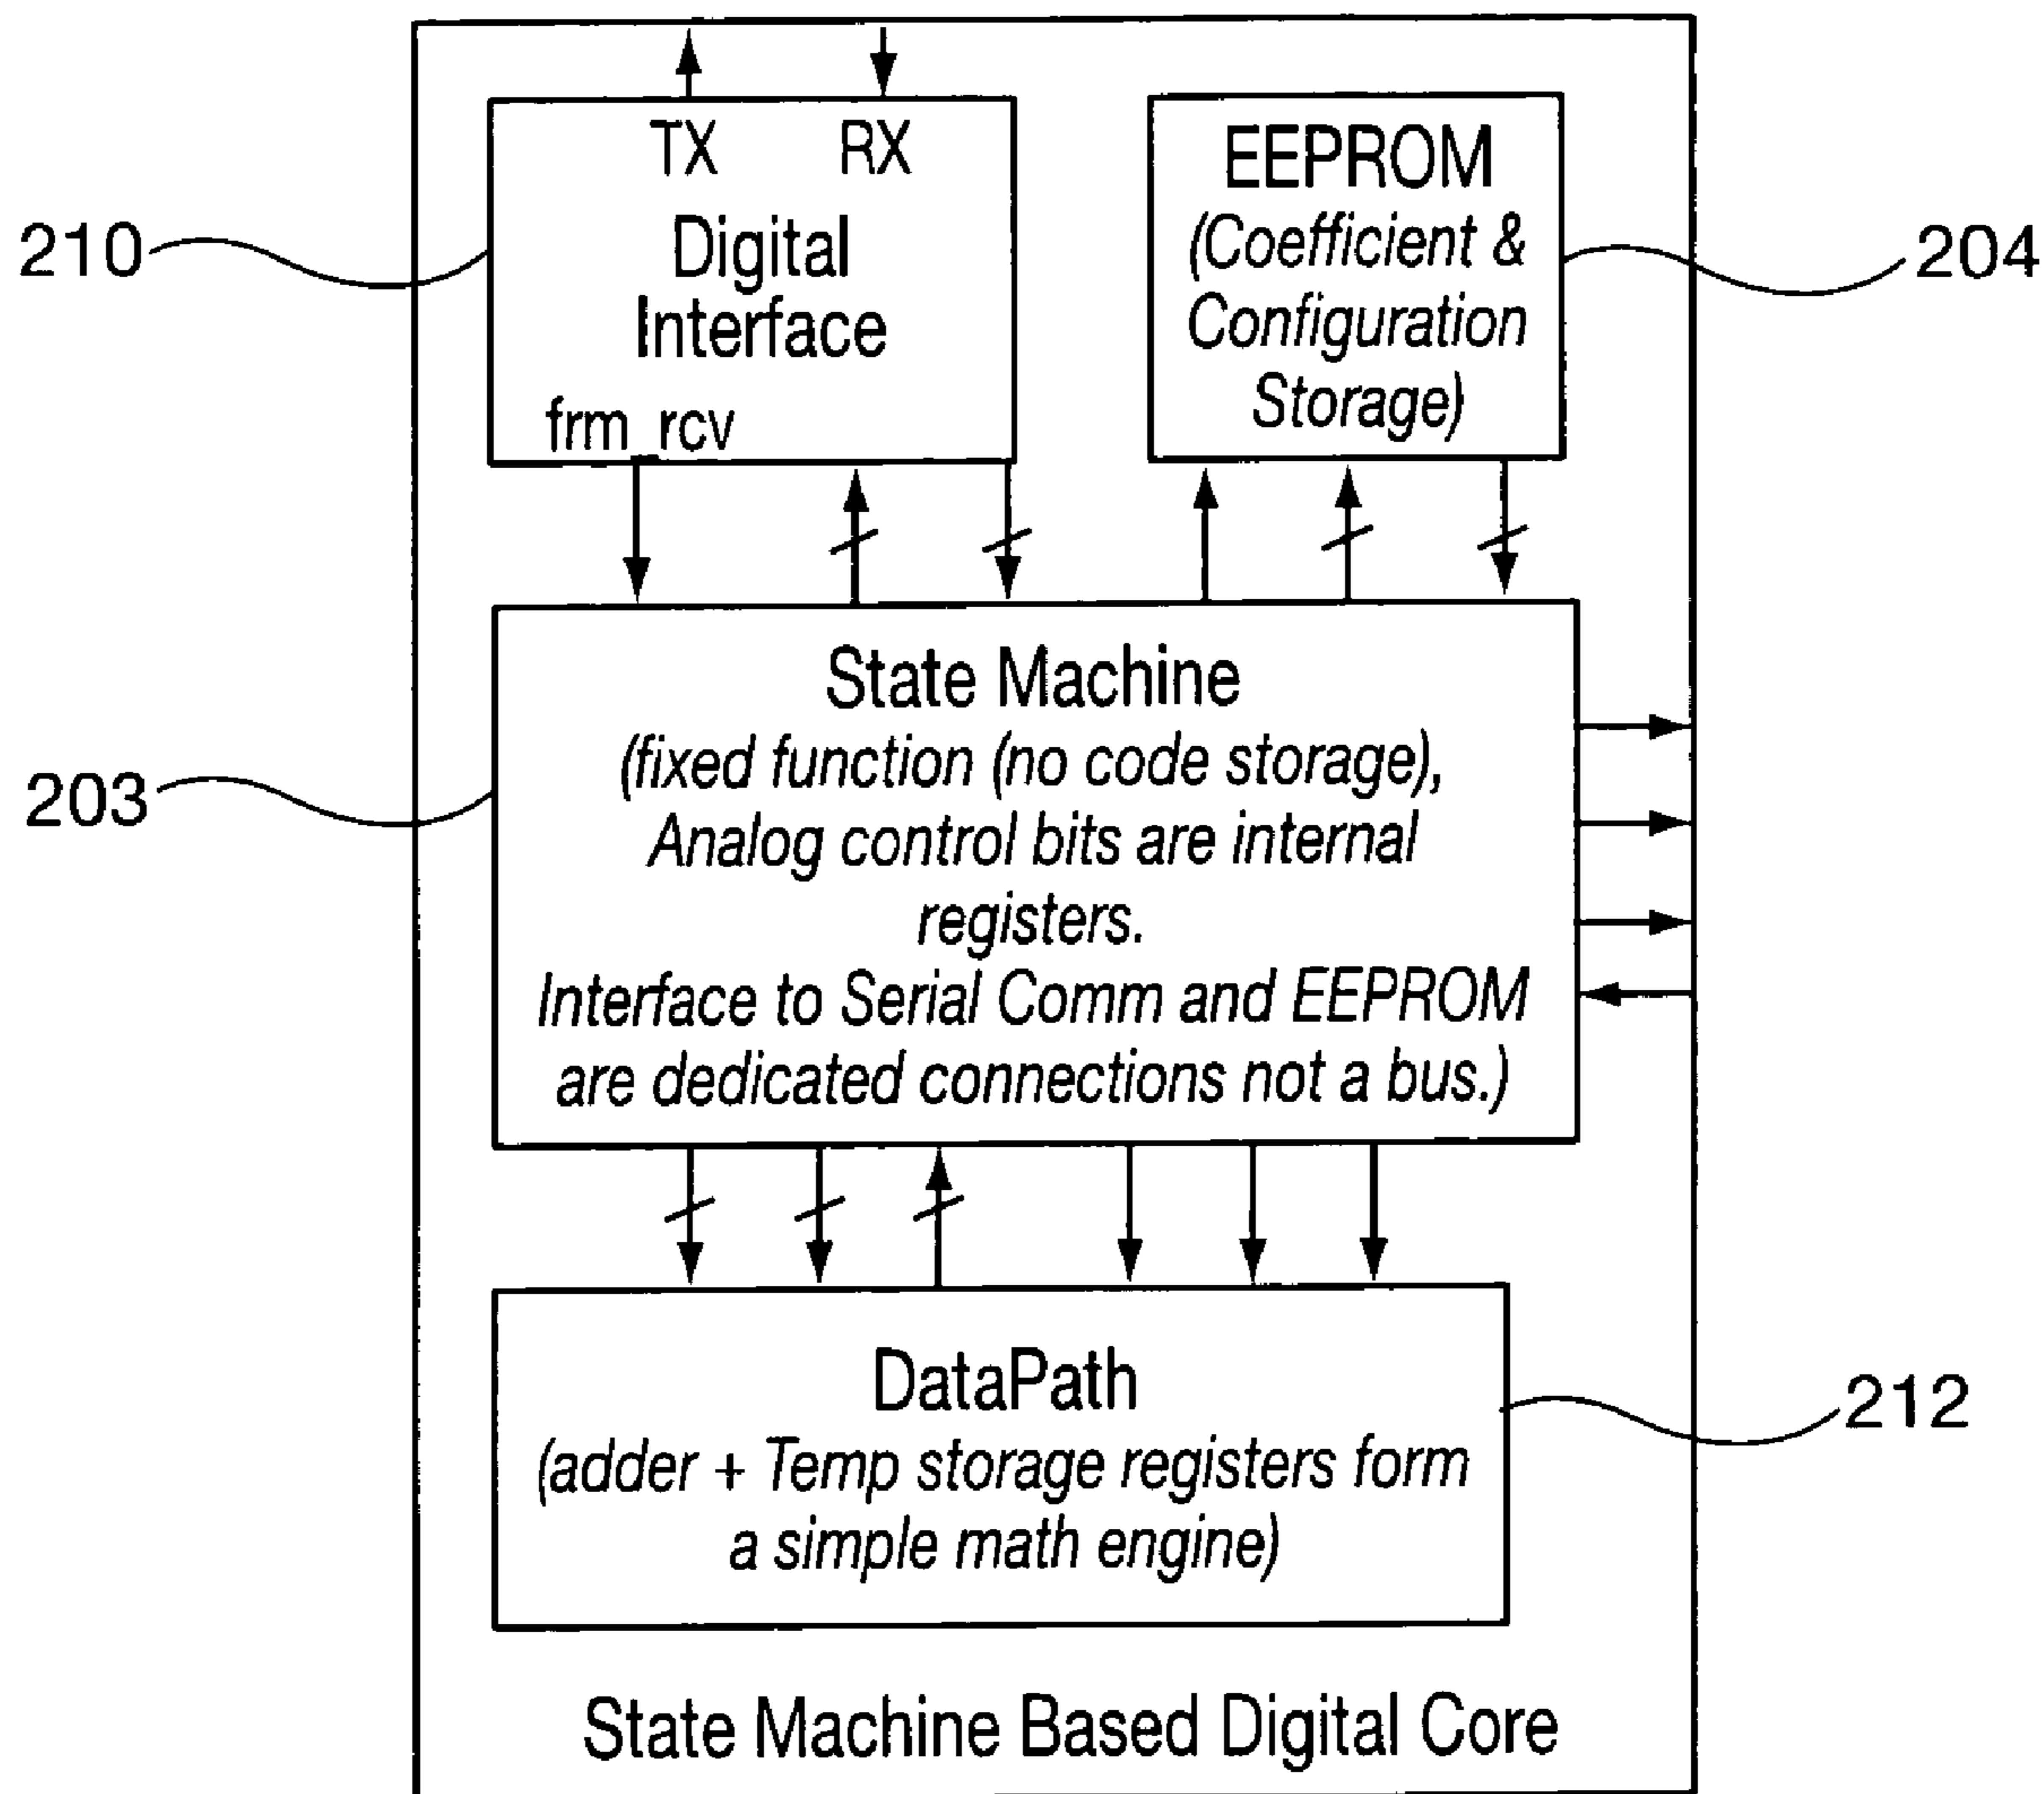 TX RX
Digital
Interface
frm_rcv
EEPROM
(Coefficient &
Configuration
Storage)
210
204
State Machine
(fixed function (no code storage),
Analog control bits are internal
registers.
Interface to Serial Comm and EEPROM
are dedicated connections not a bus.)
203
DataPath
(adder + Temp storage registers form
a simple math engine)
212
State Machine Based Digital Core